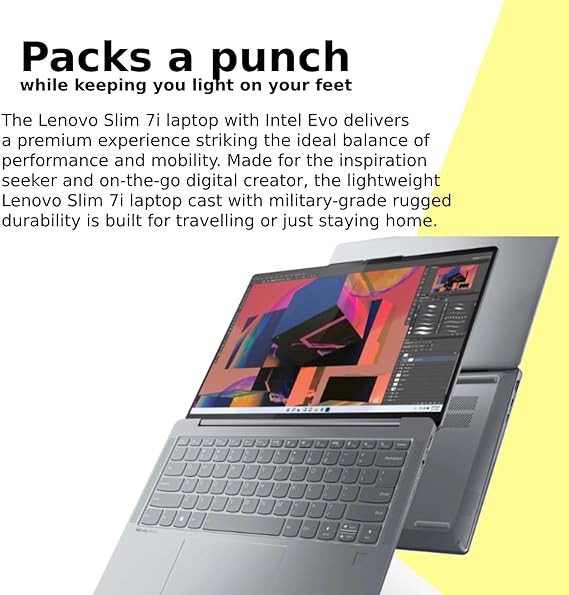 Packs a punch
while keeping you light on your feet
The Lenovo Slim 7i laptop with Intel Evo delivers
a premium experience striking the ideal balance of
performance and mobility. Made for the inspiration
seeker and on-the-go digital creator, the lightweight
Lenovo Slim 7i laptop cast with military-grade rugged
durability is built for travelling or just staying home.